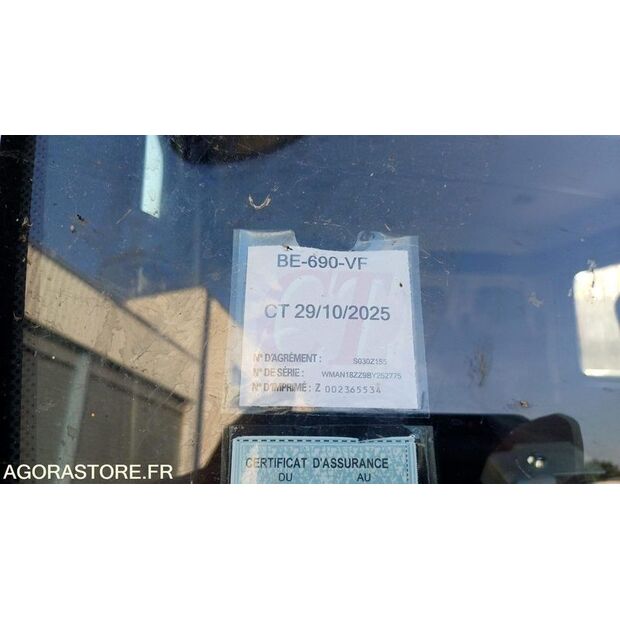 BE-690-VF
CT 29/10/2025
N° D'AGRÉMENT : S030Z155
N° DE SÉRIE : WMAN18ZZ9BY252775
N° D'IMPRIMÉ : Z 002365534
CERTIFICAT D'ASSURANCE
DU AU
AGORASTORE.FR